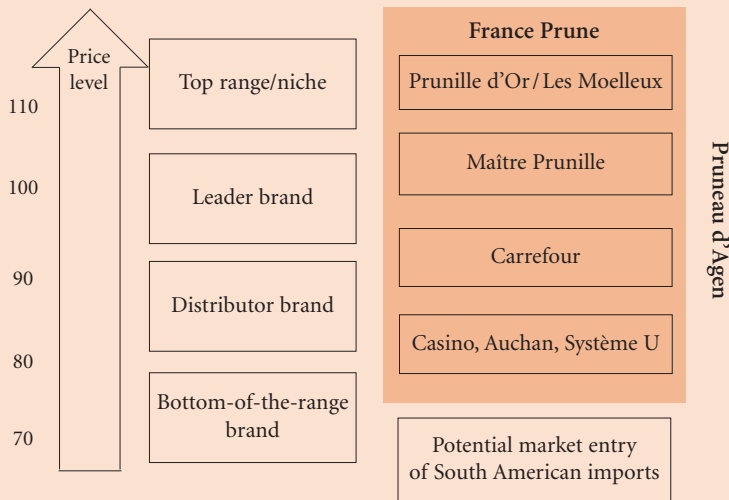 Price
level
110
100
90
80
70
Top range/niche
Leader brand
Distributor brand
Bottom-of-the-range
brand
France Prune
Prunille d’Or/Les Moelleux
Maître Prunille
Carrefour
Casino, Auchan, Système U
Potential market entry
of South American imports
Pruneau d’Agen